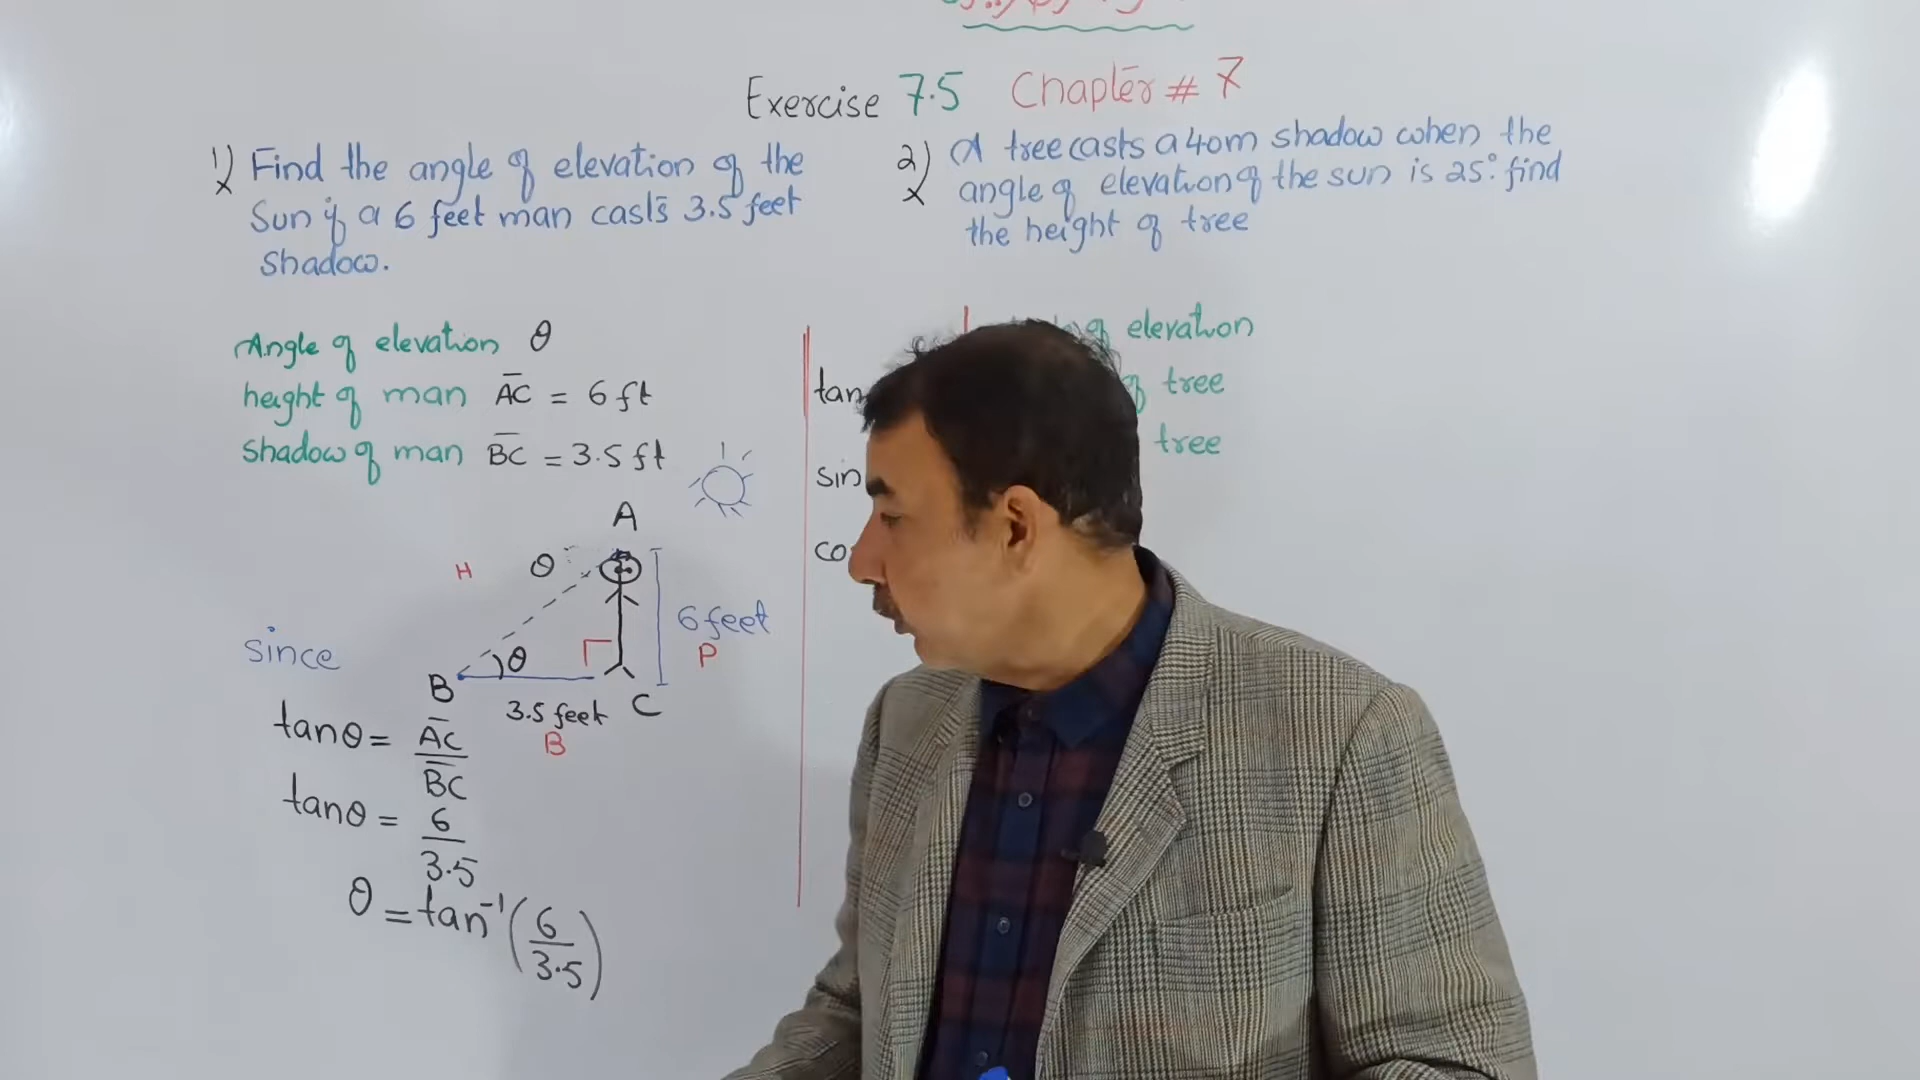 Exercise 7.5 Chapter # 7
1) Find the angle of elevation of the
Sun if a 6 feet man casts 3.5 feet
Shadow.
2) A tree casts a 40m shadow when the
angle of elevation of the sun is 25° find
the height of tree
Angle of elevation θ
height of man AC = 6 ft
shadow of man BC = 3.5 ft
A
H
θ
6 feet
P
since
B
θ
3.5 feet
C
B
tanθ = AC
BC
tanθ = 6
3.5
θ = tan⁻¹(6
3.5)
tan
sin
co
of elevation
of tree
tree